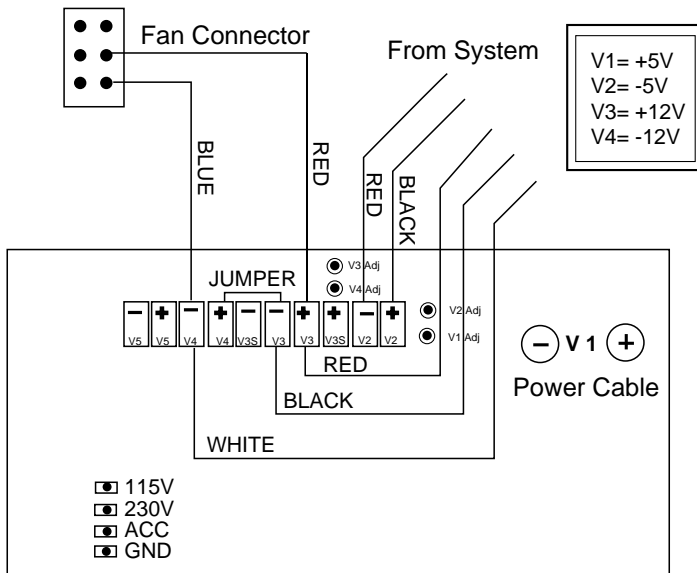 Fan Connector
From System
V1= +5V
V2= -5V
V3= +12V
V4= -12V
BLUE
RED
RED
BLACK
JUMPER
V3 Adj
V4 Adj
V2 Adj
V1 Adj
− + − + − − + + − +
V5 V5 V4 V4 V3S V3 V3 V3S V2 V2
RED
BLACK
WHITE
− V 1 +
Power Cable
115V
230V
ACC
GND